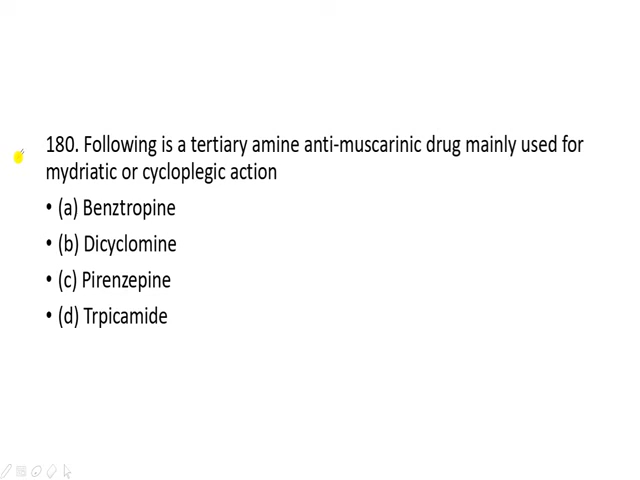 180. Following is a tertiary amine anti-muscarinic drug mainly used for
mydriatic or cycloplegic action
• (a) Benztropine
• (b) Dicyclomine
• (c) Pirenzepine
• (d) Trpicamide